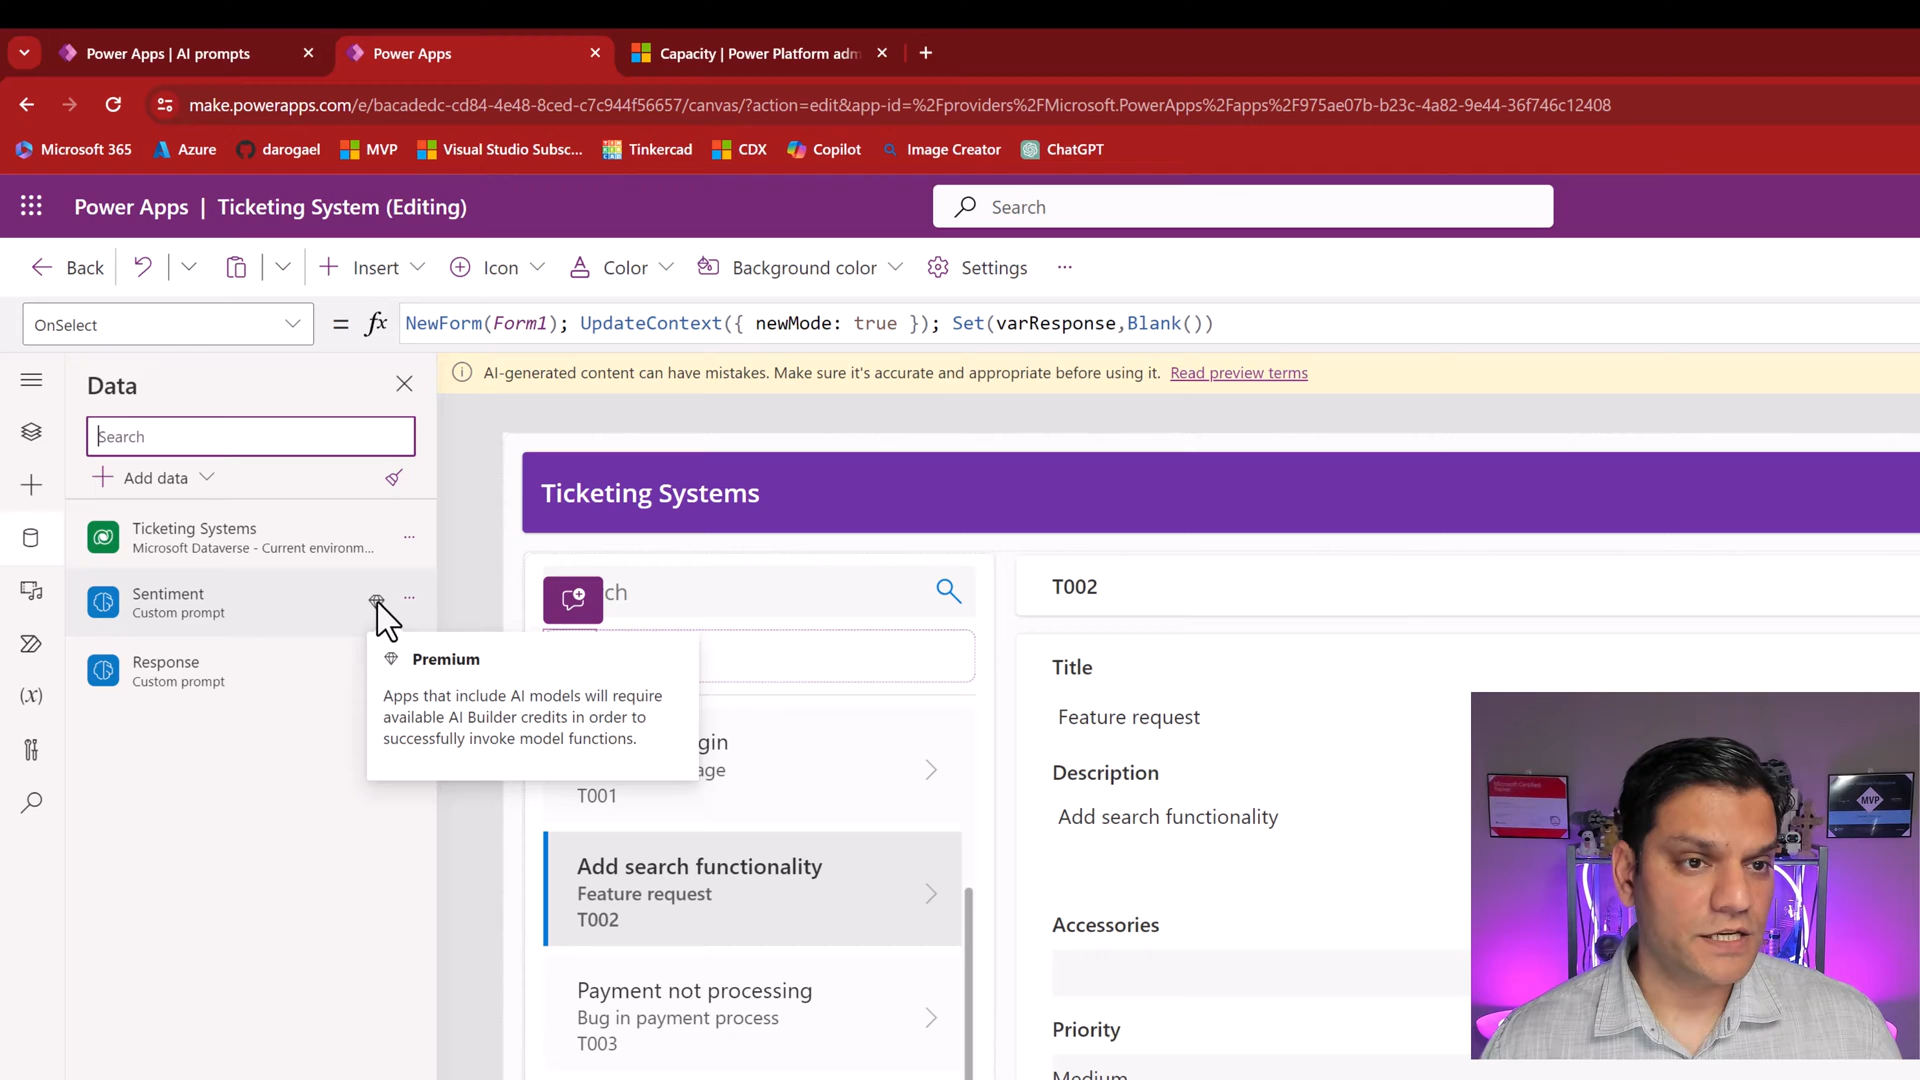 Power Apps | AI prompts
Power Apps
Capacity | Power Platform adm
make.powerapps.com/e/bacadedc-cd84-4e48-8ced-c7c944f56657/canvas/?action=edit&app-id=%2Fproviders%2FMicrosoft.PowerApps%2Fapps%2F975ae07b-b23c-4a82-9e44-36f746c12408
Microsoft 365
Azure
darogael
MVP
Visual Studio Subsc...
Tinkercad
CDX
Copilot
Image Creator
ChatGPT
Power Apps | Ticketing System (Editing)
Search
Back
Insert
Icon
Color
Background color
Settings
OnSelect
= fx NewForm(Form1); UpdateContext({ newMode: true }); Set(varResponse,Blank())
Data
AI-generated content can have mistakes. Make sure it's accurate and appropriate before using it. Read preview terms
Search
Add data
Ticketing Systems
Microsoft Dataverse - Current environm...
Sentiment
Custom prompt
Response
Custom prompt
Premium
Apps that include AI models will require
available AI Builder credits in order to
successfully invoke model functions.
Ticketing Systems
ch
gin
age
T001
Add search functionality
Feature request
T002
Payment not processing
Bug in payment process
T003
T002
Title
Feature request
Description
Add search functionality
Accessories
Priority
Medium
MVP